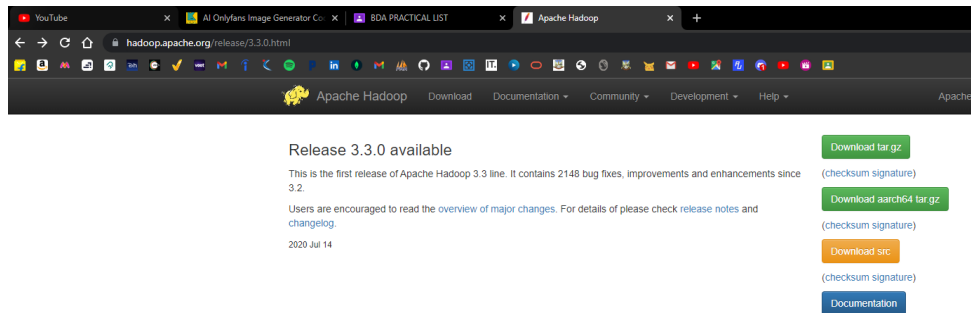 YouTube
AI Onlyfans Image Generator Co
BDA PRACTICAL LIST
Apache Hadoop
hadoop.apache.org/release/3.3.0.html
Apache Hadoop
Download
Documentation
Community
Development
Help
Apache
Release 3.3.0 available
This is the first release of Apache Hadoop 3.3 line. It contains 2148 bug fixes, improvements and enhancements since
3.2.
Users are encouraged to read the overview of major changes. For details of please check release notes and
changelog.
2020 Jul 14
Download tar.gz
(checksum signature)
Download aarch64 tar.gz
(checksum signature)
Download src
(checksum signature)
Documentation